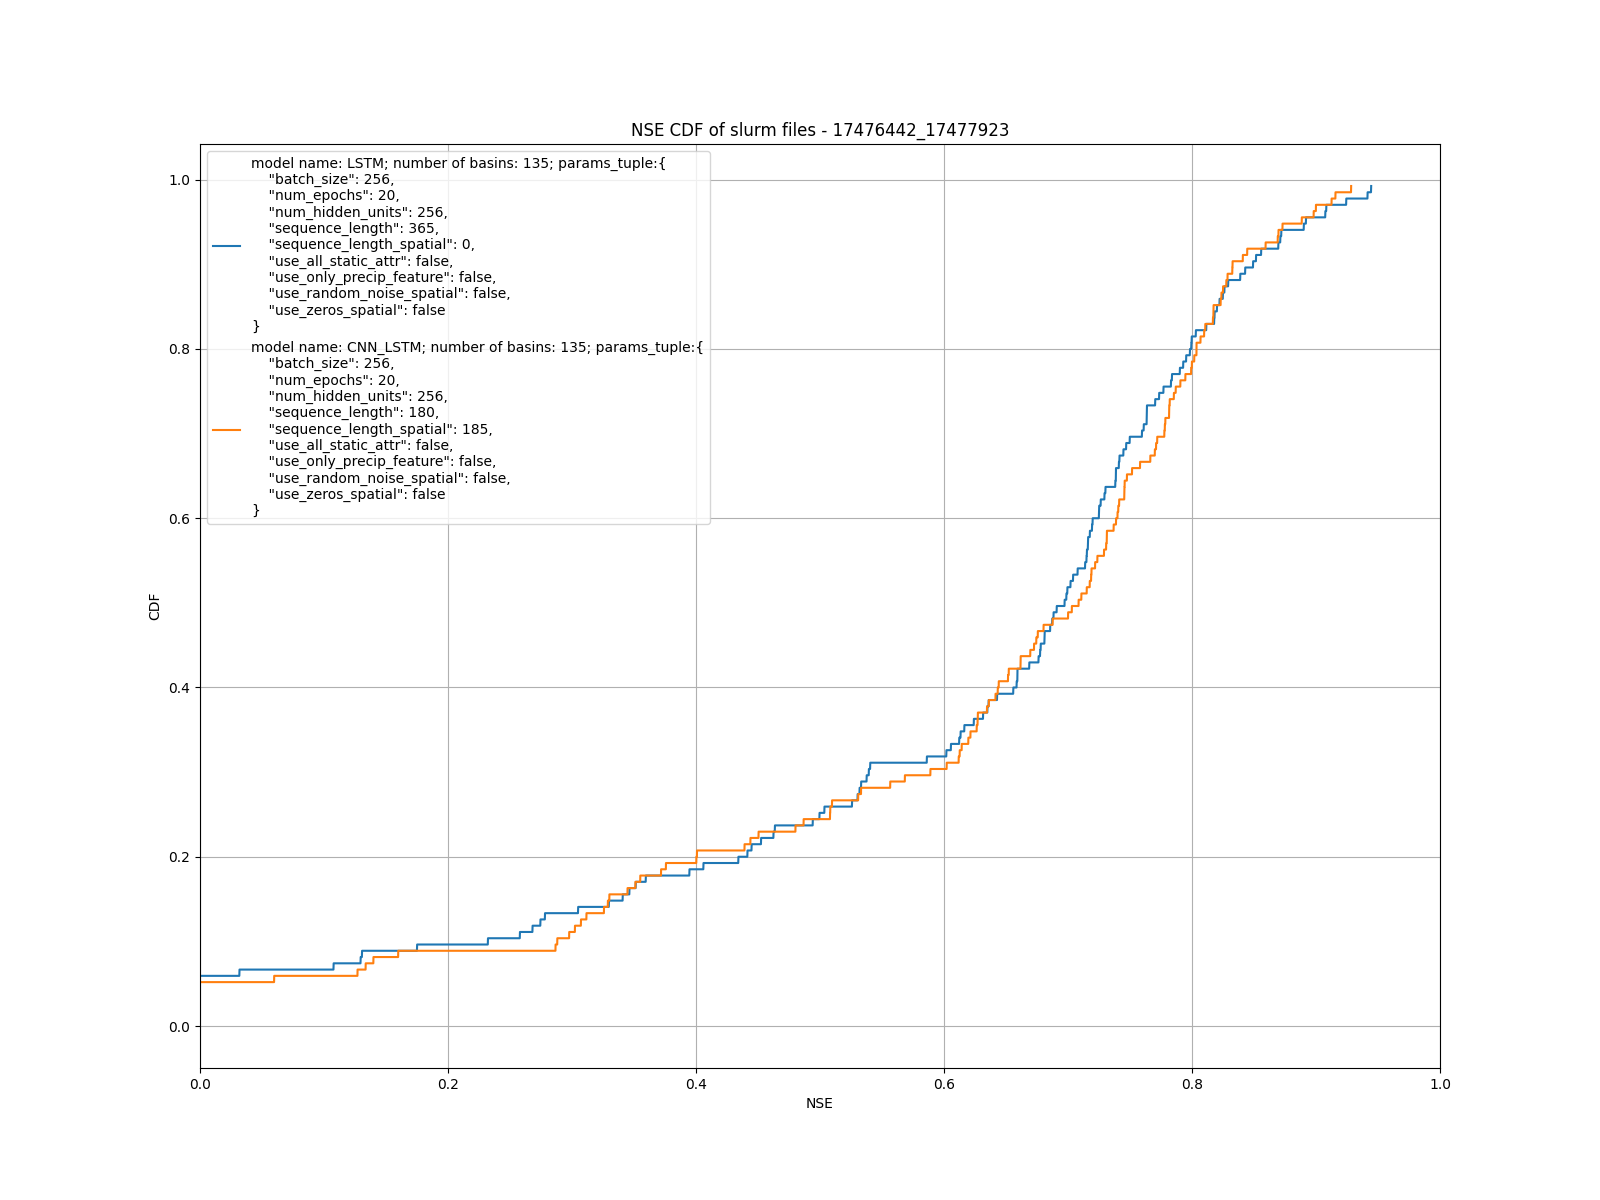 NSE CDF of slurm files - 17476442_17477923
model name: LSTM; number of basins: 135; params_tuple:{
"batch_size": 256,
"num_epochs": 20,
"num_hidden_units": 256,
"sequence_length": 365,
"sequence_length_spatial": 0,
"use_all_static_attr": false,
"use_only_precip_feature": false,
"use_random_noise_spatial": false,
"use_zeros_spatial": false
}
model name: CNN_LSTM; number of basins: 135; params_tuple:{
"batch_size": 256,
"num_epochs": 20,
"num_hidden_units": 256,
"sequence_length": 180,
"sequence_length_spatial": 185,
"use_all_static_attr": false,
"use_only_precip_feature": false,
"use_random_noise_spatial": false,
"use_zeros_spatial": false
}
1.0
0.8
0.6
0.4
0.2
0.0
CDF
0.0 0.2 0.4 0.6 0.8 1.0
NSE